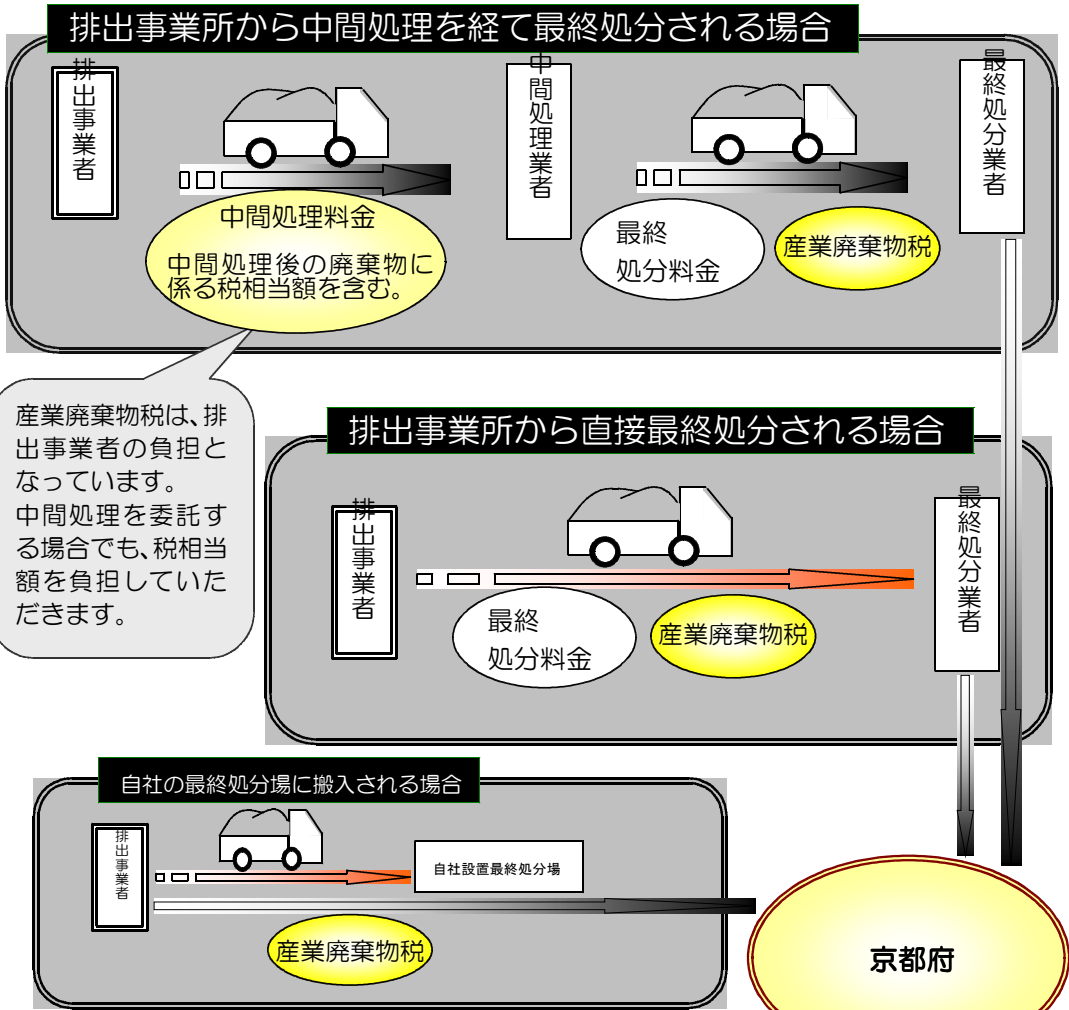 排出事業所から中間処理を経て最終処分される場合
排出事業者
中間処理料金
中間処理後の廃棄物に
係る税相当額を含む。
中間処理業者
最終
処分料金
産業廃棄物税
最終処分業者
産業廃棄物税は、排
出事業者の負担と
なっています。
中間処理を委託す
る場合でも、税相当
額を負担していた
だきます。
排出事業所から直接最終処分される場合
排出事業者
最終
処分料金
産業廃棄物税
最終処分業者
自社の最終処分場に搬入される場合
排出事業者
自社設置最終処分場
産業廃棄物税
京都府